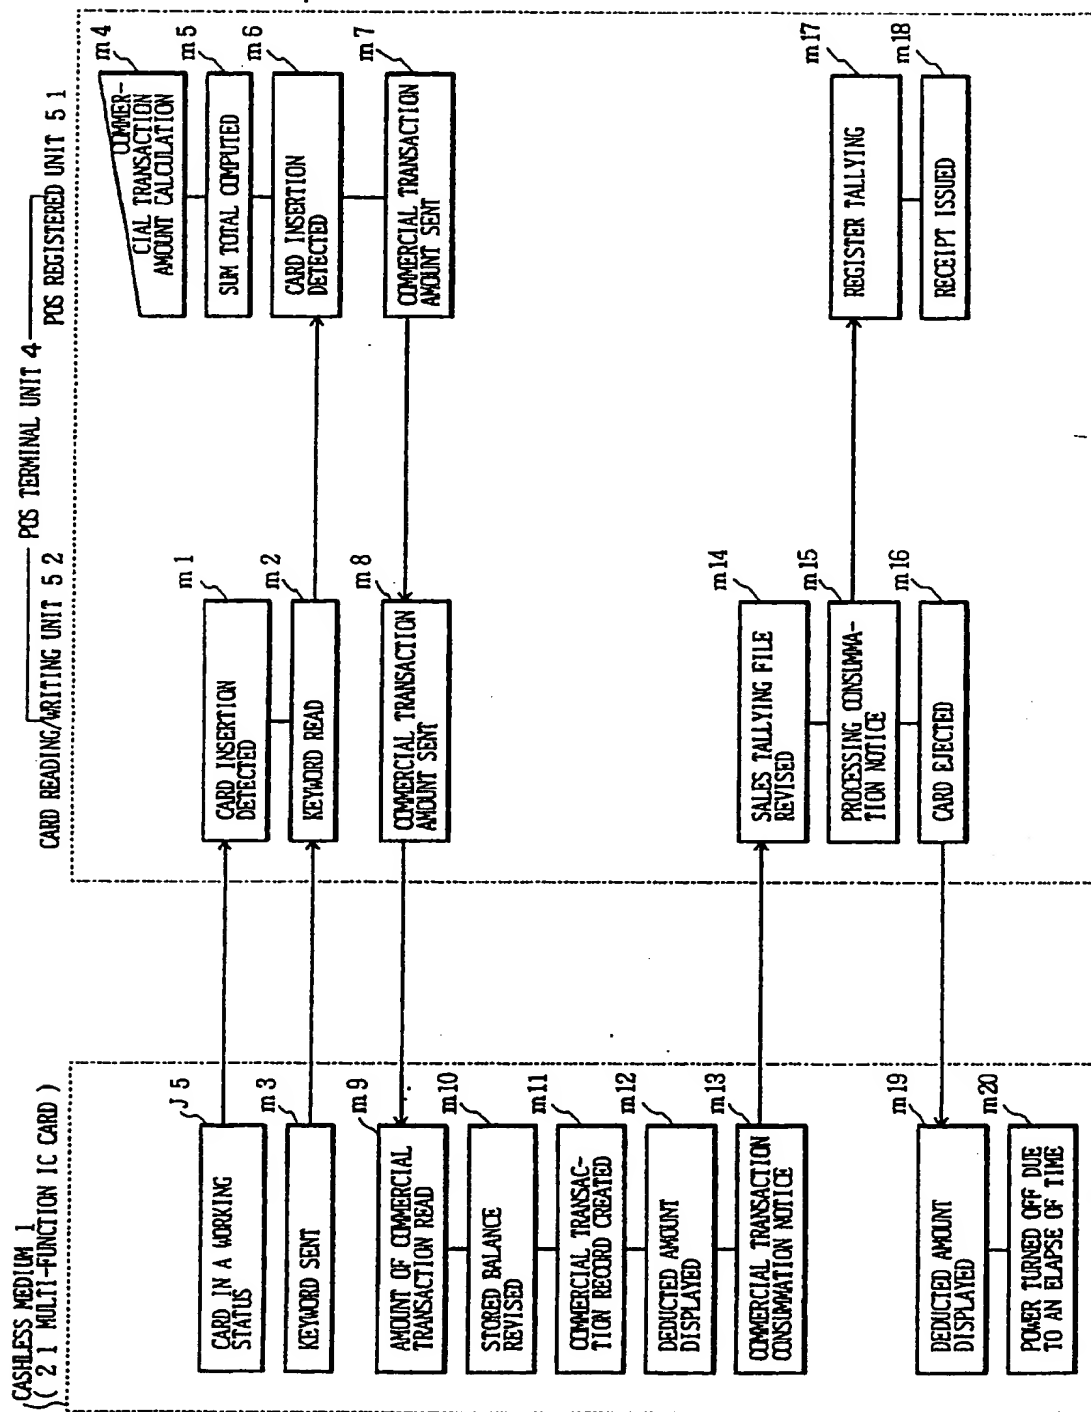 CASHLESS MEDIUM 1
( 2 1 MULTI-FUNCTION IC CARD )
J 5
CARD IN A WORKING
STATUS
m 3
KEYWORD SENT
m 9
AMOUNT OF COMMERCIAL
TRANSACTION READ
m10
STORED BALANCE
REVISED
m11
COMMERCIAL TRANSAC-
TION RECORD CREATED
m12
DEDUCTED AMOUNT
DISPLAYED
m13
COMMERCIAL TRANSACTION
CONSUMMATION NOTICE
m19
DEDUCTED AMOUNT
DISPLAYED
m20
POWER TURNED OFF DUE
TO AN ELAPSE OF TIME
POS TERMINAL UNIT 4
CARD READING/WRITING UNIT 5 2
m 1
CARD INSERTION
DETECTED
m 2
KEYWORD READ
m 8
COMMERCIAL TRANSACTION
AMOUNT SENT
m14
SALES TALLYING FILE
REVISED
m15
PROCESSING CONSUMMA-
TION NOTICE
m16
CARD EJECTED
POS REGISTERED UNIT 5 1
m 4
COMMER-
CIAL TRANSACTION
AMOUNT CALCULATION
m 5
SUM TOTAL COMPUTED
m 6
CARD INSERTION
DETECTED
m 7
COMMERCIAL TRANSACTION
AMOUNT SENT
m17
REGISTER TALLYING
m18
RECEIPT ISSUED